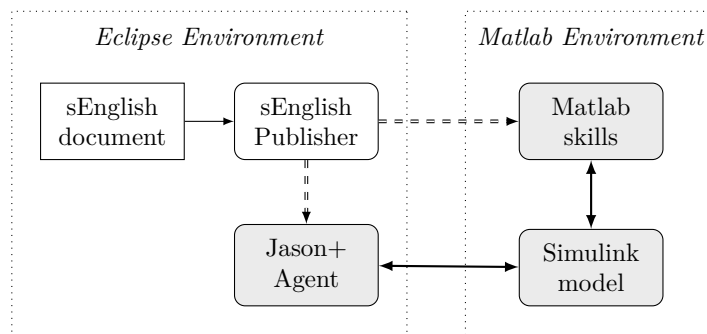 Eclipse Environment
Matlab Environment
sEnglish
document
sEnglish
Publisher
Matlab
skills
Jason+
Agent
Simulink
model